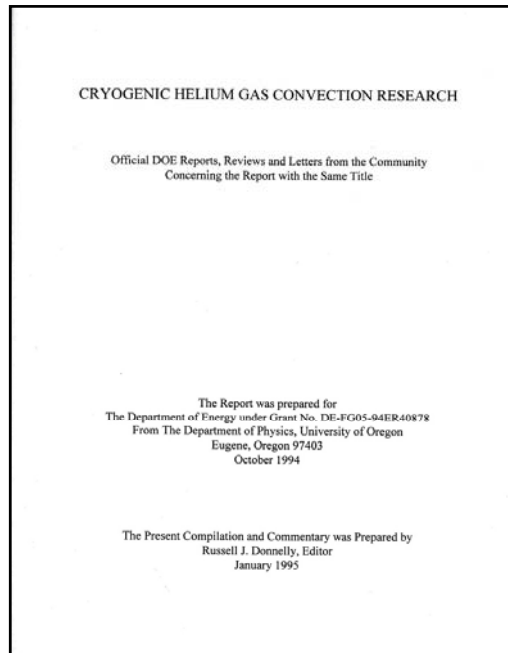 CRYOGENIC HELIUM GAS CONVECTION RESEARCH
Official DOE Reports, Reviews and Letters from the Community
Concerning the Report with the Same Title
The Report was prepared for
The Department of Energy under Grant No. DE-FG05-94ER40878
From The Department of Physics, University of Oregon
Eugene, Oregon 97403
October 1994
The Present Compilation and Commentary was Prepared by
Russell J. Donnelly, Editor
January 1995